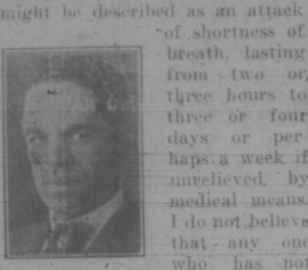 might be described as an attack
of shortness of
breath, lasting
from two or
three hours to
three or four
days or per-
haps a week if
unrelieved by
medical means.
I do not believe
that any one
who has not